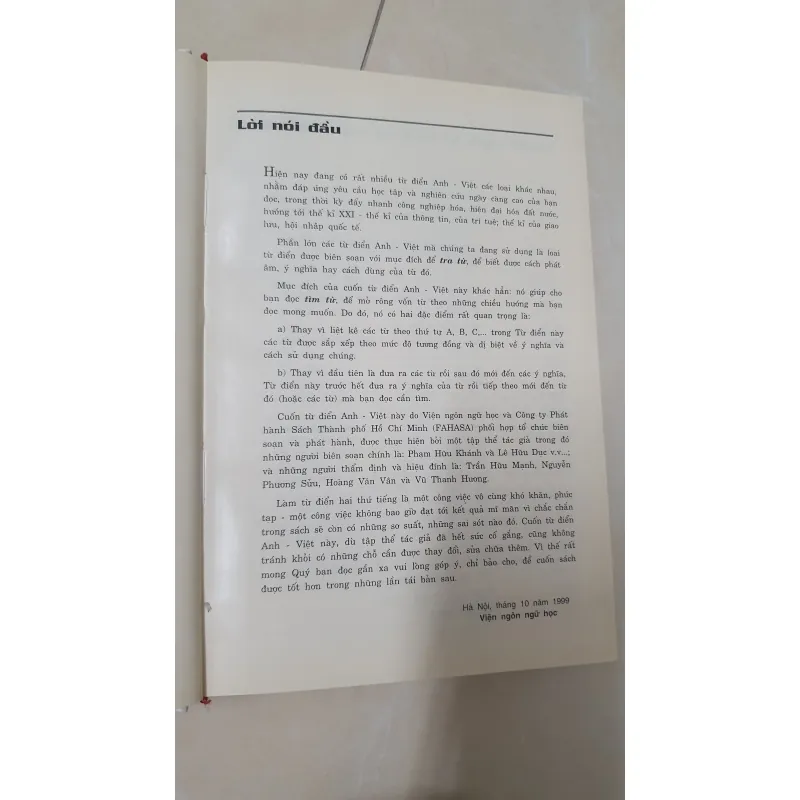 Lời nói đầu
Hiện nay đang có rất nhiều từ điển Anh - Việt các loại khác nhau,
nhằm đáp ứng yêu cầu học tập và nghiên cứu ngày càng cao của bạn
đọc, trong thời kỳ đẩy nhanh công nghiệp hóa, hiện đại hóa đất nước,
hướng tới thế kỉ XXI - thế kỉ của thông tin, của trí tuệ; thế kỉ của giao
lưu, hội nhập quốc tế.
Phần lớn các từ điển Anh - Việt mà chúng ta đang sử dụng là loại
từ điển được biên soạn với mục đích để tra từ, để biết được cách phát
âm, ý nghĩa hay cách dùng của từ đó.
Mục đích của cuốn từ điển Anh - Việt này khác hẳn: nó giúp cho
bạn đọc tìm từ, để mở rộng vốn từ theo những chiều hướng mà bạn
đọc mong muốn. Do đó, nó có hai đặc điểm rất quan trọng là:
a) Thay vì liệt kê các từ theo thứ tự A, B, C,... trong Từ điển này
các từ được sắp xếp theo mức độ tương đồng và dị biệt về ý nghĩa và
cách sử dụng chúng.
b) Thay vì đầu tiên là đưa ra các từ rồi sau đó mới đến các ý nghĩa,
Từ điển này trước hết đưa ra ý nghĩa của từ rồi tiếp theo mới đến từ
đó (hoặc các từ) mà bạn đọc cần tìm.
Cuốn từ điển Anh - Việt này do Viện ngôn ngữ học và Công ty Phát
hành Sách Thành phố Hồ Chí Minh (FAHASA) phối hợp tổ chức biên
soạn và phát hành, được thực hiện bởi một tập thể tác giả trong đó
những người biên soạn chính là: Phạm Hữu Khánh và Lê Hữu Dục v.v...;
và những người thẩm định và hiệu đính là: Trần Hữu Mạnh, Nguyễn
Phương Sửu, Hoàng Văn Vân và Vũ Thanh Hương.
Làm từ điển hai thứ tiếng là một công việc vô cùng khó khăn, phức
tạp - một công việc không bao giờ đạt tới kết quả mĩ mãn vì chắc chắn
trong sách sẽ còn có những sơ suất, những sai sót nào đó. Cuốn từ điển
Anh - Việt này, dù tập thể tác giả đã hết sức cố gắng, cũng không
tránh khỏi có những chỗ cần được thay đổi, sửa chữa thêm. Vì thế rất
mong Quý bạn đọc gần xa vui lòng góp ý, chỉ bảo cho, để cuốn sách
được tốt hơn trong những lần tái bản sau.
Hà Nội, tháng 10 năm 1999
Viện ngôn ngữ học